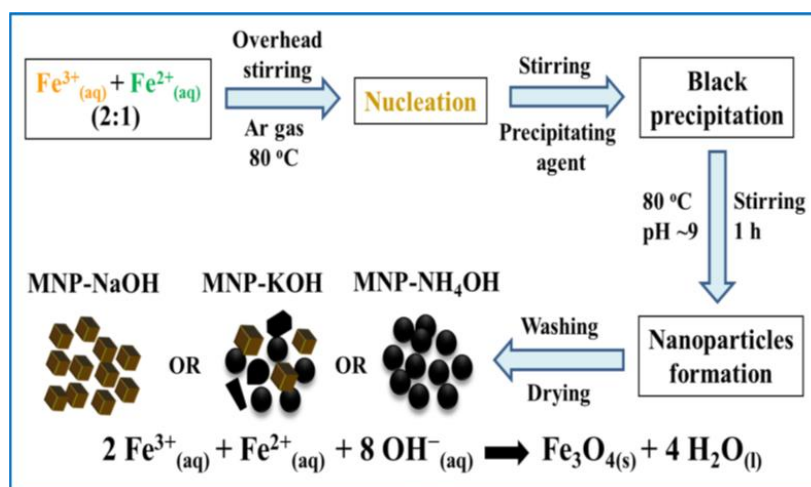 Fe³⁺(aq) + Fe²⁺(aq)
(2:1)
Overhead
stirring
Ar gas
80 ⁰C
Nucleation
Stirring
Precipitating
agent
Black
precipitation
80 ⁰C
pH ~9
Stirring
1 h
Nanoparticles
formation
Washing
Drying
MNP-NaOH
OR
MNP-KOH
OR
MNP-NH₄OH
2 Fe³⁺(aq) + Fe²⁺(aq) + 8 OH⁻(aq) ➡ Fe₃O₄(s) + 4 H₂O(l)